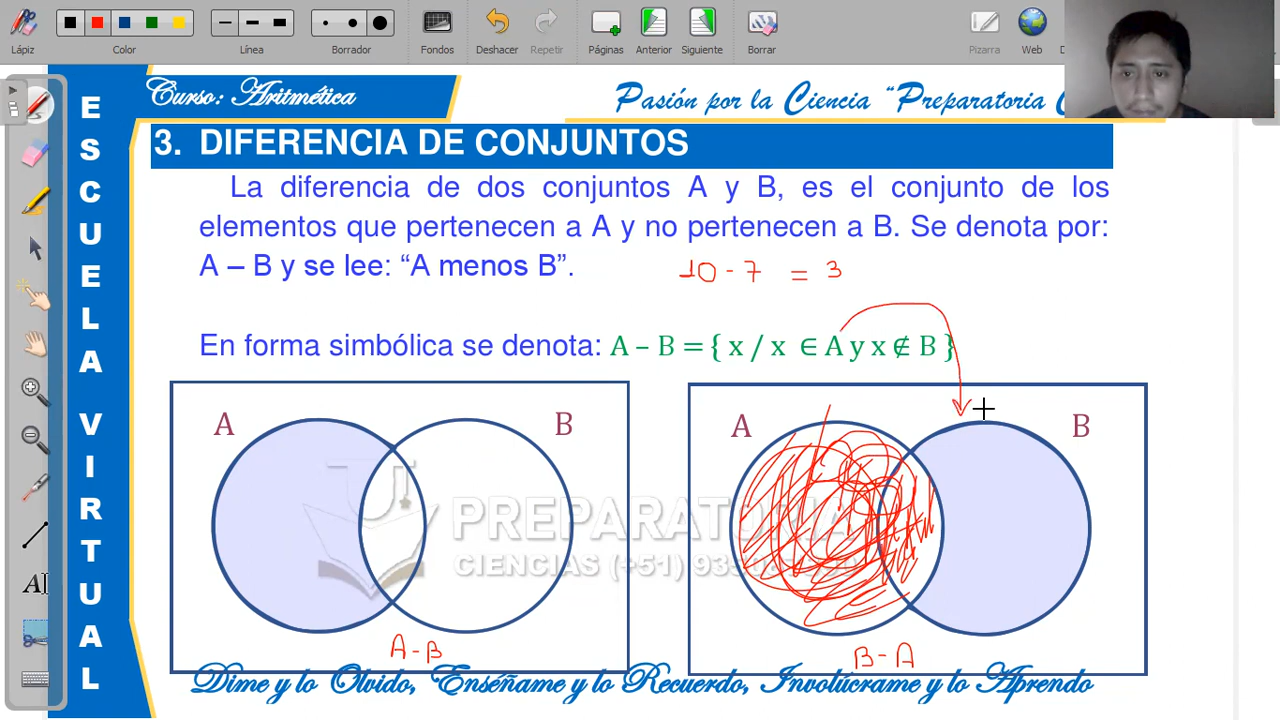 Lápiz
Color
Línea
Borrador
Fondos
Deshacer
Repetir
Páginas
Anterior
Siguiente
Borrar
Pizarra
Web
Curso: Aritmética
Pasión por la Ciencia “Preparatoria
ESCUELA VIRTUAL
3. DIFERENCIA DE CONJUNTOS
La diferencia de dos conjuntos A y B, es el conjunto de los
elementos que pertenecen a A y no pertenecen a B. Se denota por:
A – B y se lee: “A menos B”.
10 - 7 = 3
En forma simbólica se denota: A – B = { x / x ∈ A y x ∉ B }
A B
A B
PREPARATORIA
CIENCIAS (+51)
A - B
B - A
Dime y lo Olvido, Enséñame y lo Recuerdo, Involúcrame y lo Aprendo